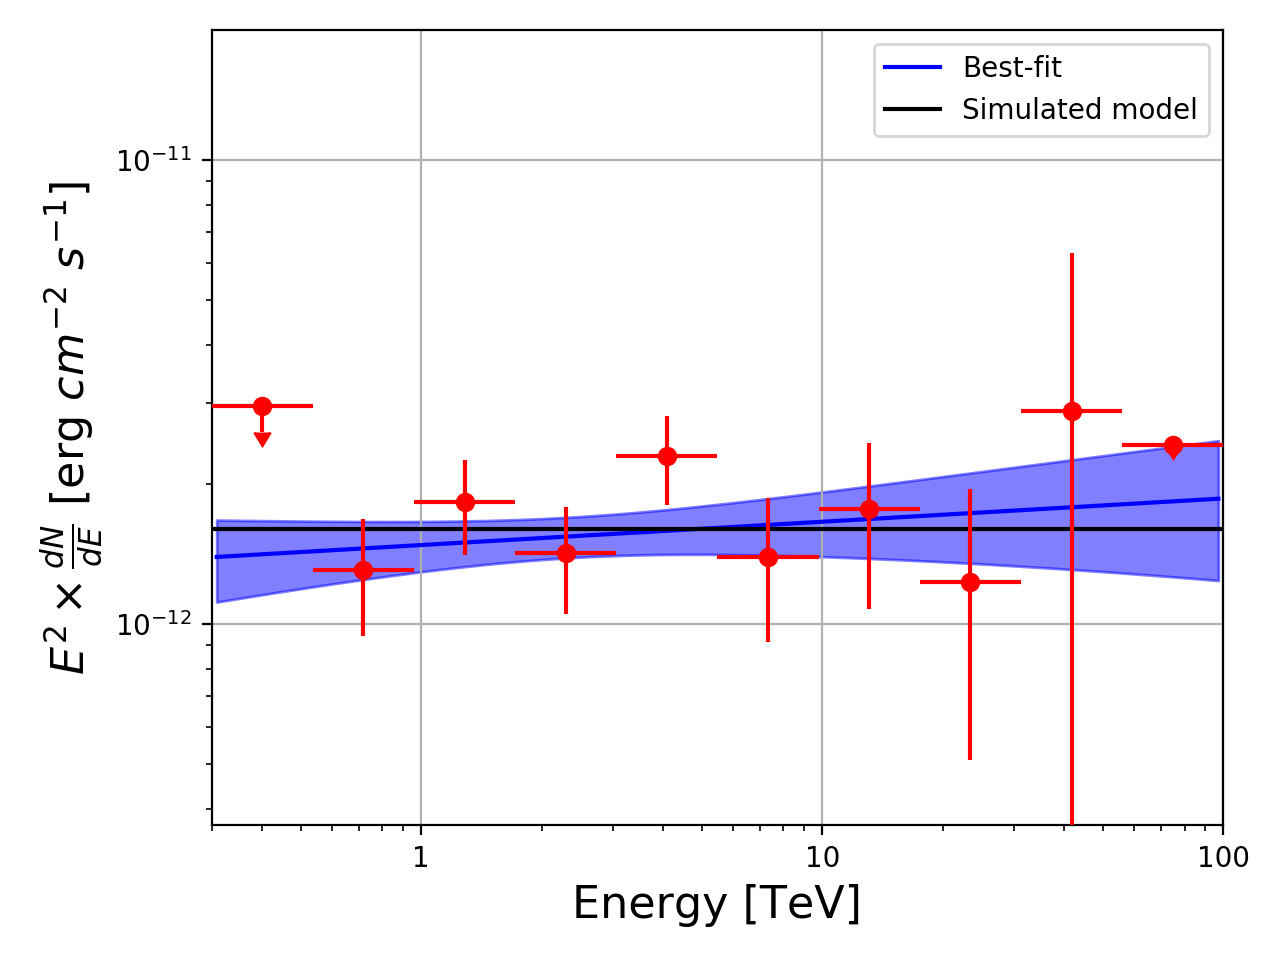 Best-fit
Simulated model
10⁻¹¹
10⁻¹²
E² × dN/dE [erg cm⁻² s⁻¹]
1 10 100
Energy [TeV]